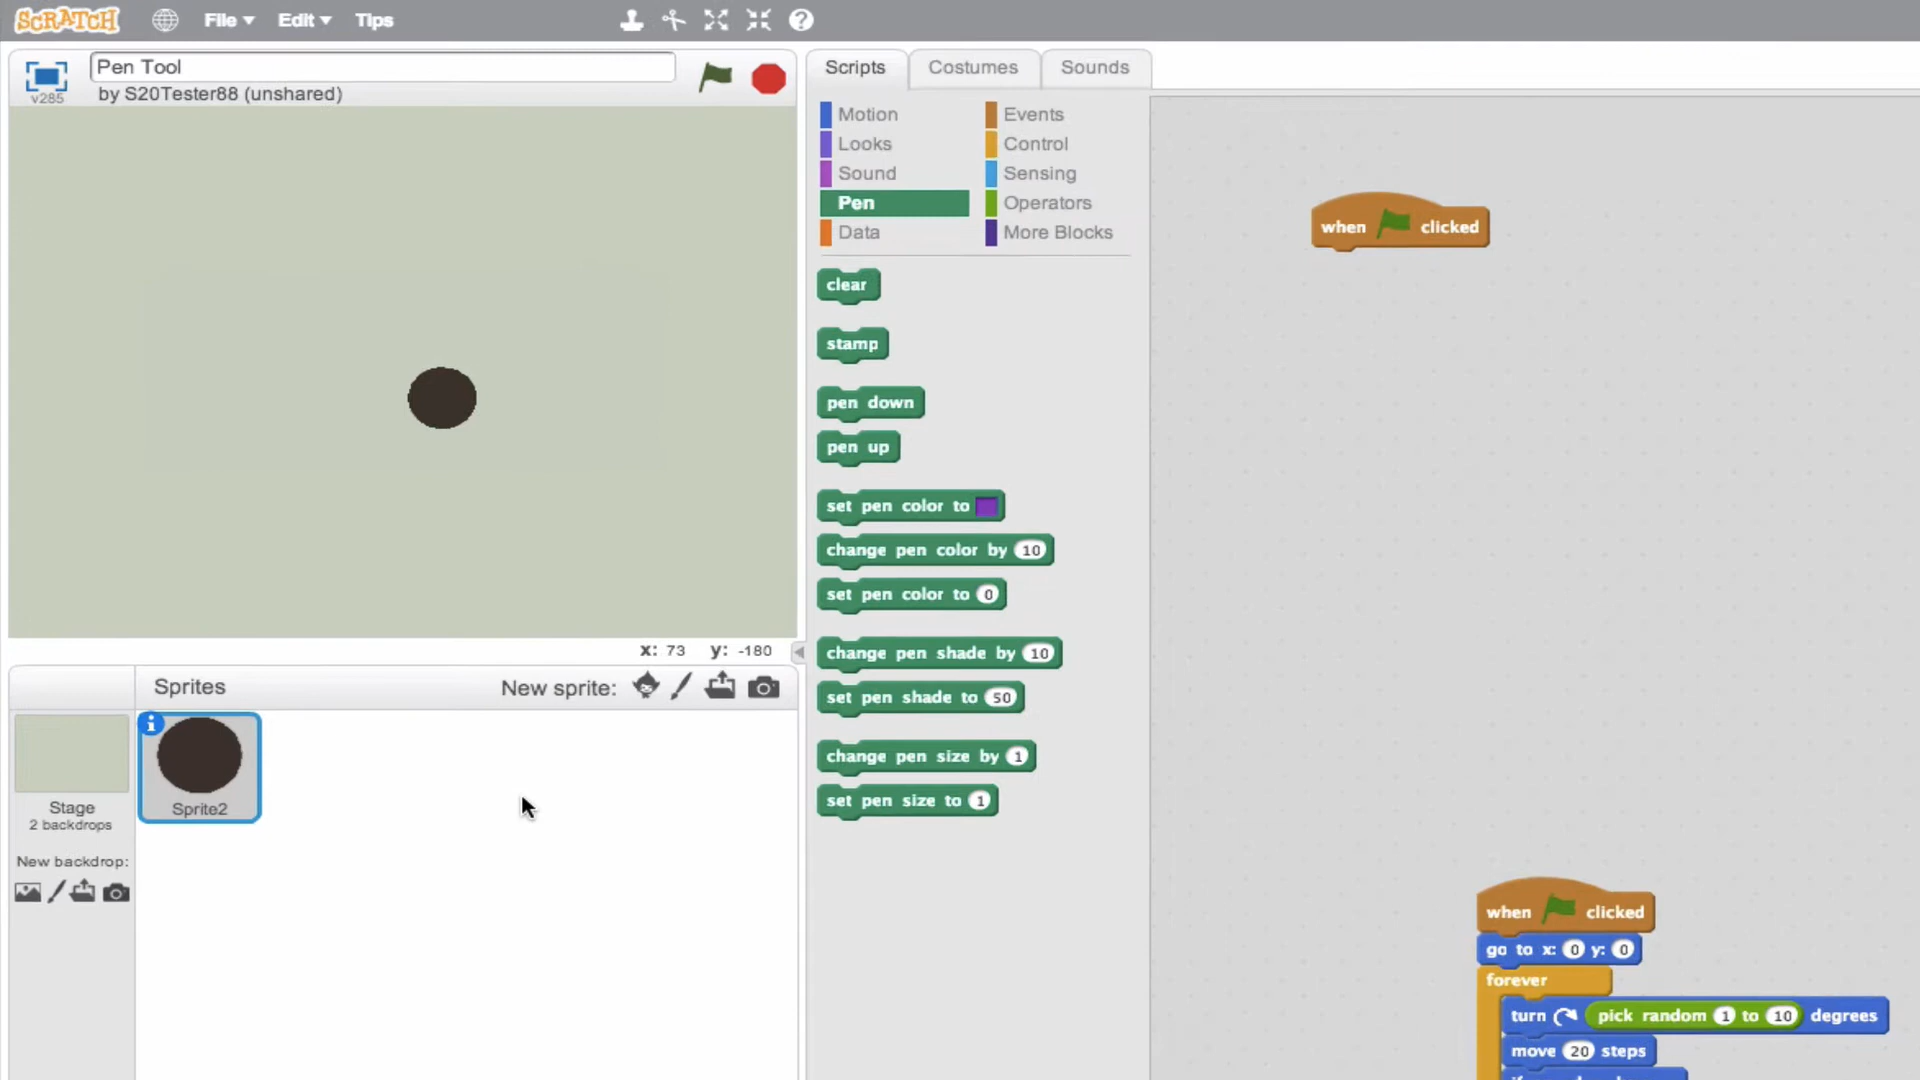 SCRATCH
File
Edit
Tips
v285
Pen Tool
by S20Tester88 (unshared)
Scripts
Costumes
Sounds
Motion
Looks
Sound
Pen
Data
Events
Control
Sensing
Operators
More Blocks
clear
stamp
pen down
pen up
set pen color to
change pen color by 10
set pen color to 0
change pen shade by 10
set pen shade to 50
change pen size by 1
set pen size to 1
x: 73 y: -180
Sprites
New sprite:
Stage
2 backdrops
New backdrop:
Sprite2
when clicked
when clicked
go to x: 0 y: 0
forever
turn pick random 1 to 10 degrees
move 20 steps